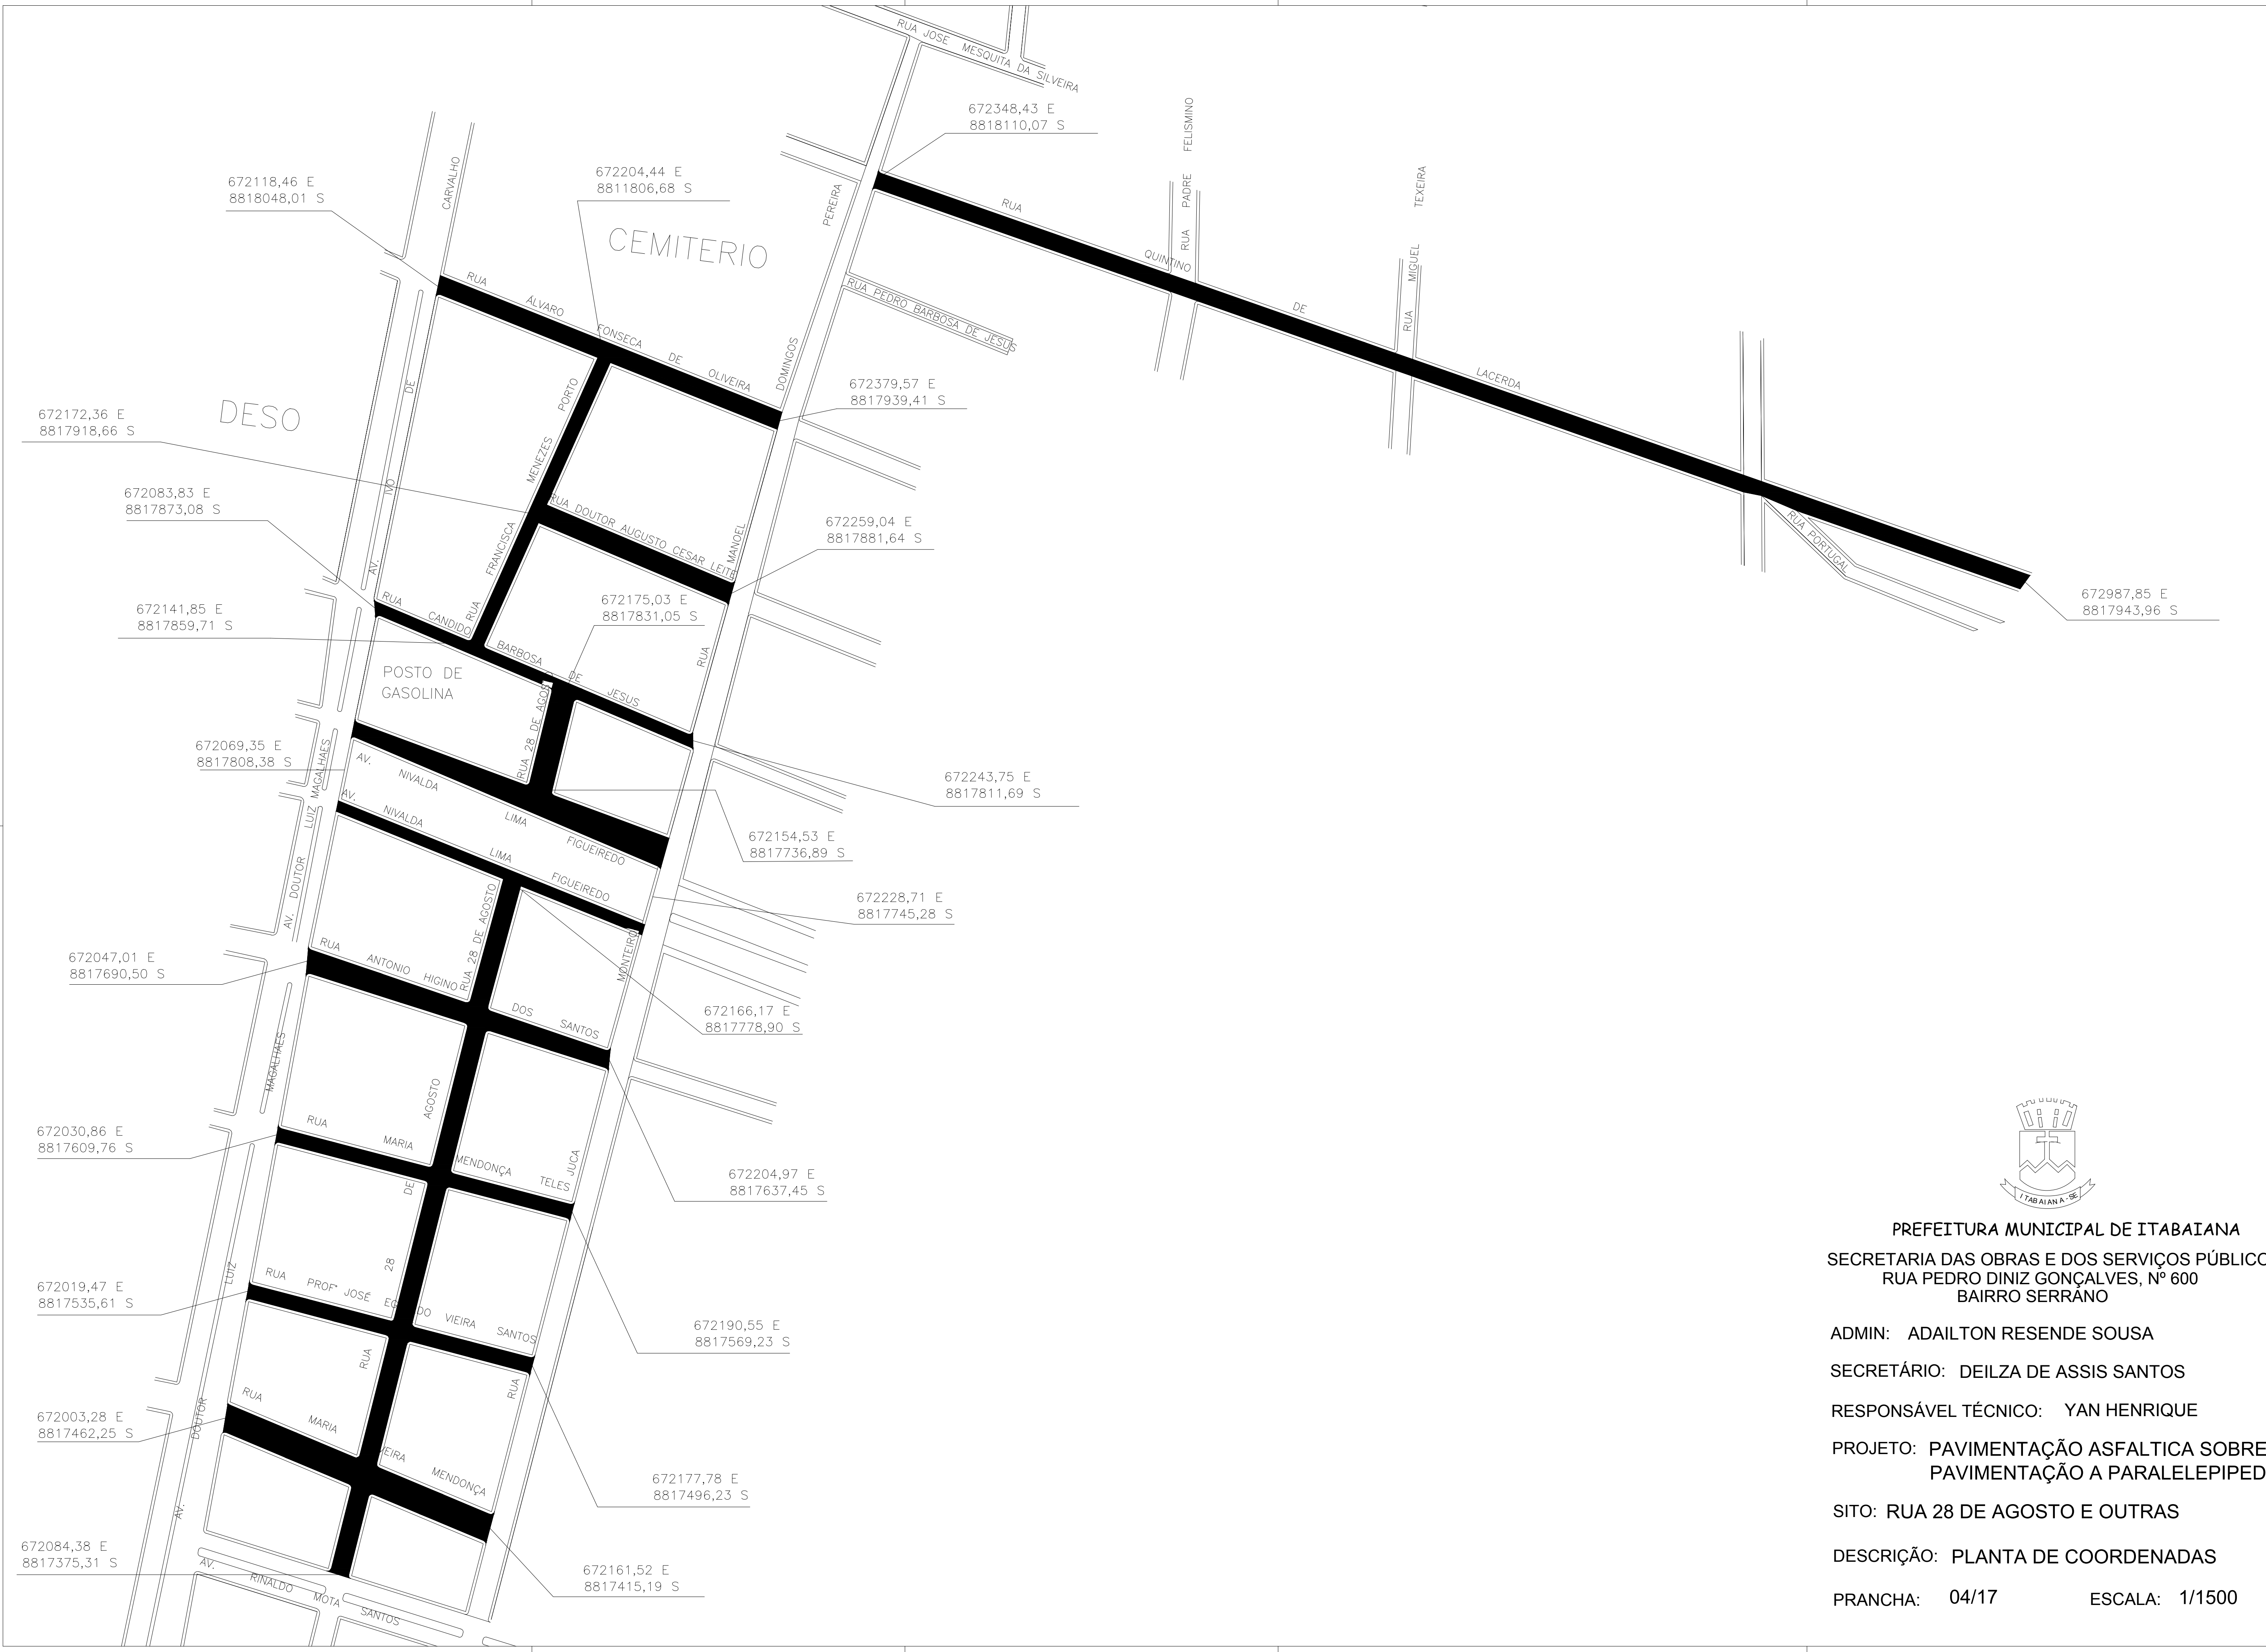 RUA JOSE MESQUITA DA SILVEIRA
672348,43 E
8818110,07 S
RUA PADRE FELISMINO
RUA MIGUEL TEXEIRA
CARVALHO
672118,46 E
8818048,01 S
672204,44 E
8811806,68 S
CEMITERIO
PEREIRA
RUA QUINTINO DE LACERDA
RUA ALVARO FONSECA DE OLIVEIRA
RUA PEDRO BARBOSA DE JESUS
DOMINGOS
672379,57 E
8817939,41 S
DESO
672172,36 E
8817918,66 S
DE
IVO
AV.
RUA FRANCISCA MENEZES PORTO
672083,83 E
8817873,08 S
RUA DOUTOR AUGUSTO CESAR LEITE
MANOEL
672259,04 E
8817881,64 S
RUA PORTUGAL
672987,85 E
8817943,96 S
672141,85 E
8817859,71 S
RUA CANDIDO BARBOSA DE JESUS
672175,03 E
8817831,05 S
RUA
POSTO DE
GASOLINA
RUA 28 DE
672069,35 E
8817808,38 S
AV. DOUTOR LUIZ MAGALHAES
AV. NIVALDA LIMA FIGUEIREDO
AV. NIVALDA LIMA FIGUEIREDO
672243,75 E
8817811,69 S
672154,53 E
8817736,89 S
672228,71 E
8817745,28 S
RUA 28 DE AGOSTO
MONTEIRO
672047,01 E
8817690,50 S
RUA ANTONIO HIGINO DOS SANTOS
672166,17 E
8817778,90 S
MAGALHAES
AGOSTO
672030,86 E
8817609,76 S
RUA MARIA MENDONÇA TELES
JUCA
672204,97 E
8817637,45 S
DE
28
LUIZ
672019,47 E
8817535,61 S
RUA PROFº JOSÉ VIEIRA SANTOS
672190,55 E
8817569,23 S
RUA
RUA
DOUTOR
672003,28 E
8817462,25 S
RUA MARIA MENDONÇA
672177,78 E
8817496,23 S
AV.
672084,38 E
8817375,31 S
AV. RINALDO MOTA SANTOS
672161,52 E
8817415,19 S
ITABAIANA-SE
PREFEITURA MUNICIPAL DE ITABAIANA
SECRETARIA DAS OBRAS E DOS SERVIÇOS PÚBLICO
RUA PEDRO DINIZ GONÇALVES, Nº 600
BAIRRO SERRANO
ADMIN: ADAILTON RESENDE SOUSA
SECRETÁRIO: DEILZA DE ASSIS SANTOS
RESPONSÁVEL TÉCNICO: YAN HENRIQUE
PROJETO: PAVIMENTAÇÃO ASFALTICA SOBRE
PAVIMENTAÇÃO A PARALELEPIPED
SITO: RUA 28 DE AGOSTO E OUTRAS
DESCRIÇÃO: PLANTA DE COORDENADAS
PRANCHA: 04/17 ESCALA: 1/1500